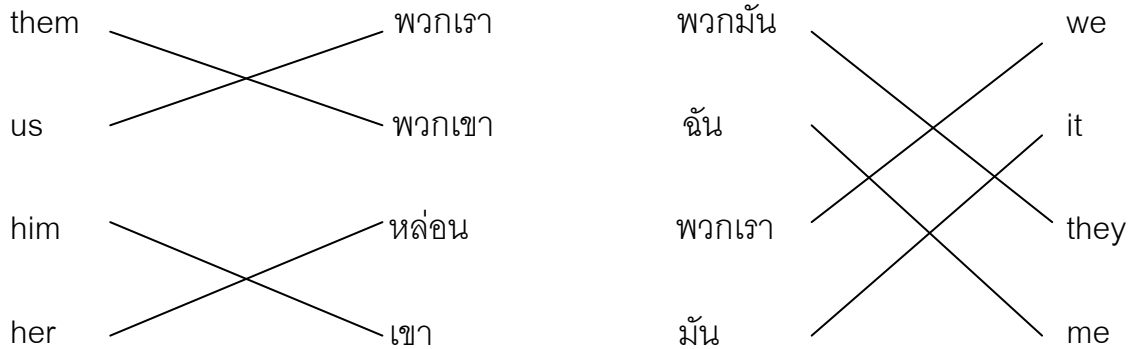 them พวกเรา พวกมัน we
us พวกเขา ฉัน it
him หล่อน พวกเรา they
her เขา มัน me